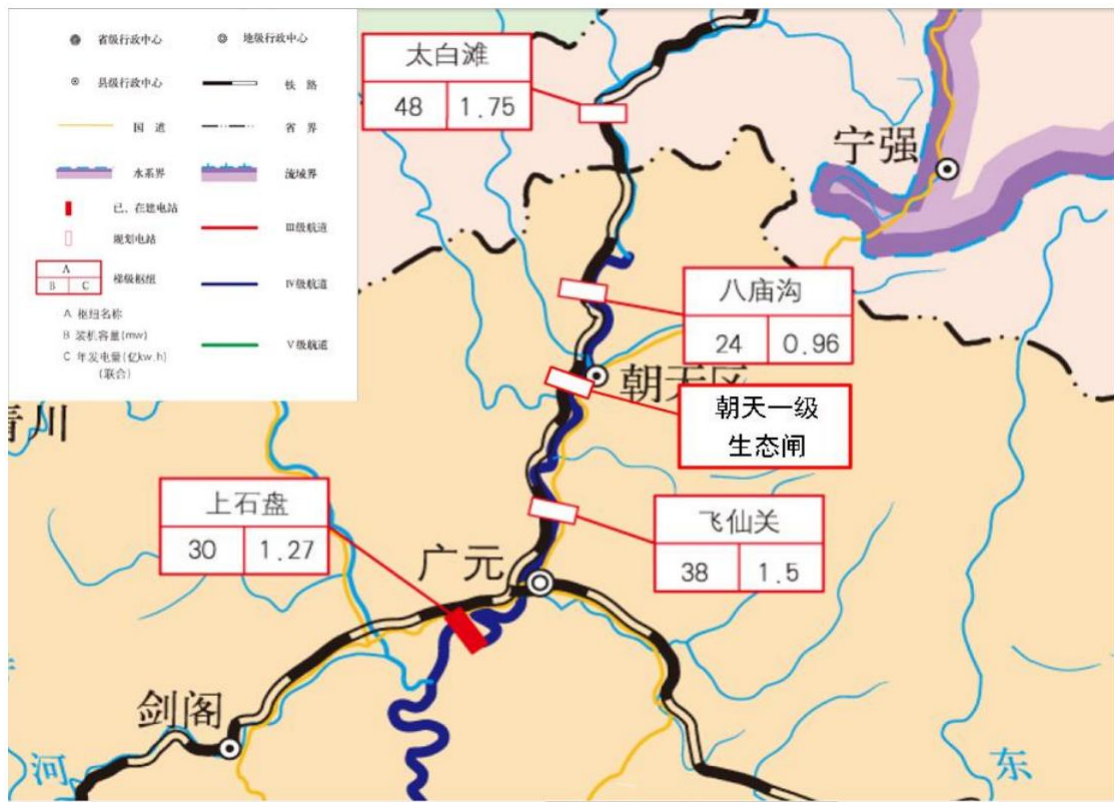 省级行政中心
地级行政中心
县级行政中心
铁 路
国 道
省 界
水系界
流域界
已、在建电站
Ⅲ级航道
规划电站
A
B C
梯级枢纽
Ⅳ级航道
A 枢纽名称
B 装机容量(mw)
C 年发电量(亿kw.h)
(联合)
Ⅴ级航道
太白滩
48 1.75
宁强
八庙沟
24 0.96
朝天区
朝天一级
生态闸
青川
上石盘
30 1.27
飞仙关
38 1.5
广元
剑阁
河
东